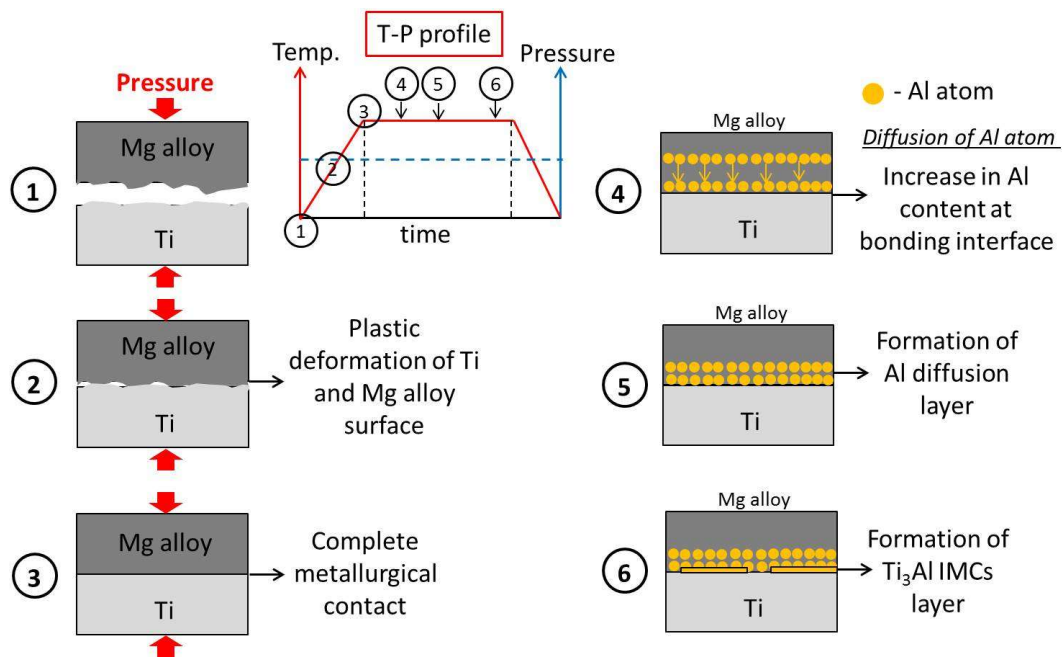 T-P profile
Temp.
Pressure
4
5
6
3
2
1
time
Pressure
Mg alloy
1
Ti
Mg alloy
2
Ti
Plastic
deformation of Ti
and Mg alloy
surface
Mg alloy
3
Ti
Complete
metallurgical
contact
- Al atom
Mg alloy
Diffusion of Al atom
4
Ti
Increase in Al
content at
bonding interface
Mg alloy
5
Ti
Formation of
Al diffusion
layer
Mg alloy
6
Ti
Formation of
Ti₃Al IMCs
layer